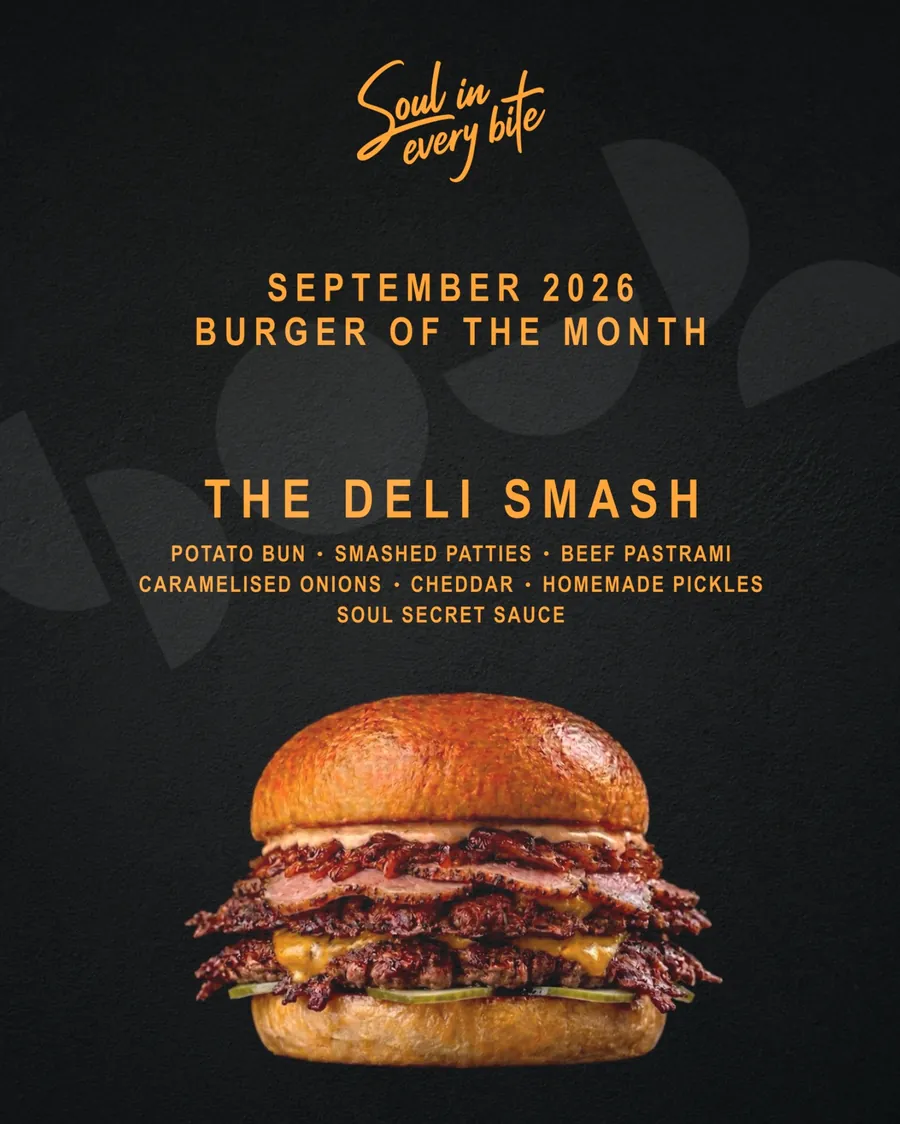 Soul in
every bite
SEPTEMBER 2026
BURGER OF THE MONTH
THE DELI SMASH
POTATO BUN • SMASHED PATTIES • BEEF PASTRAMI
CARAMELISED ONIONS • CHEDDAR • HOMEMADE PICKLES
SOUL SECRET SAUCE